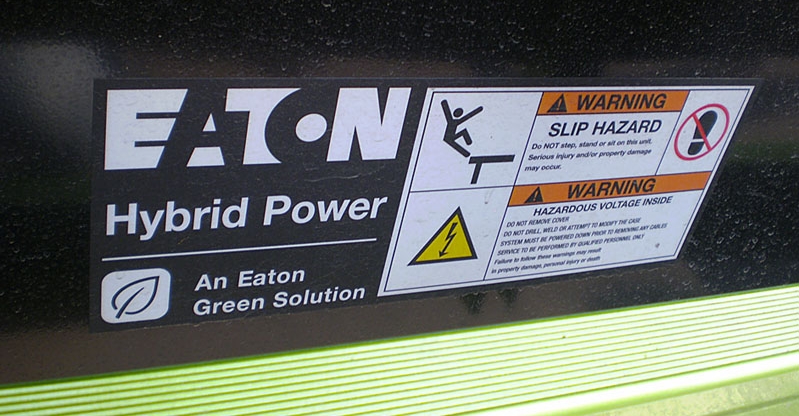 EATON
Hybrid Power
An Eaton
Green Solution
WARNING
SLIP HAZARD
Do NOT step, stand or sit on this unit.
Serious injury and/or property damage
may occur.
WARNING
HAZARDOUS VOLTAGE INSIDE
DO NOT REMOVE COVER
DO NOT DRILL, WELD OR ATTEMPT TO MODIFY THE CASE
SYSTEM MUST BE POWERED DOWN PRIOR TO REMOVING ANY CABLES
SERVICE TO BE PERFORMED BY QUALIFIED PERSONNEL ONLY
Failure to follow these warnings may result
in property damage, personal injury or death